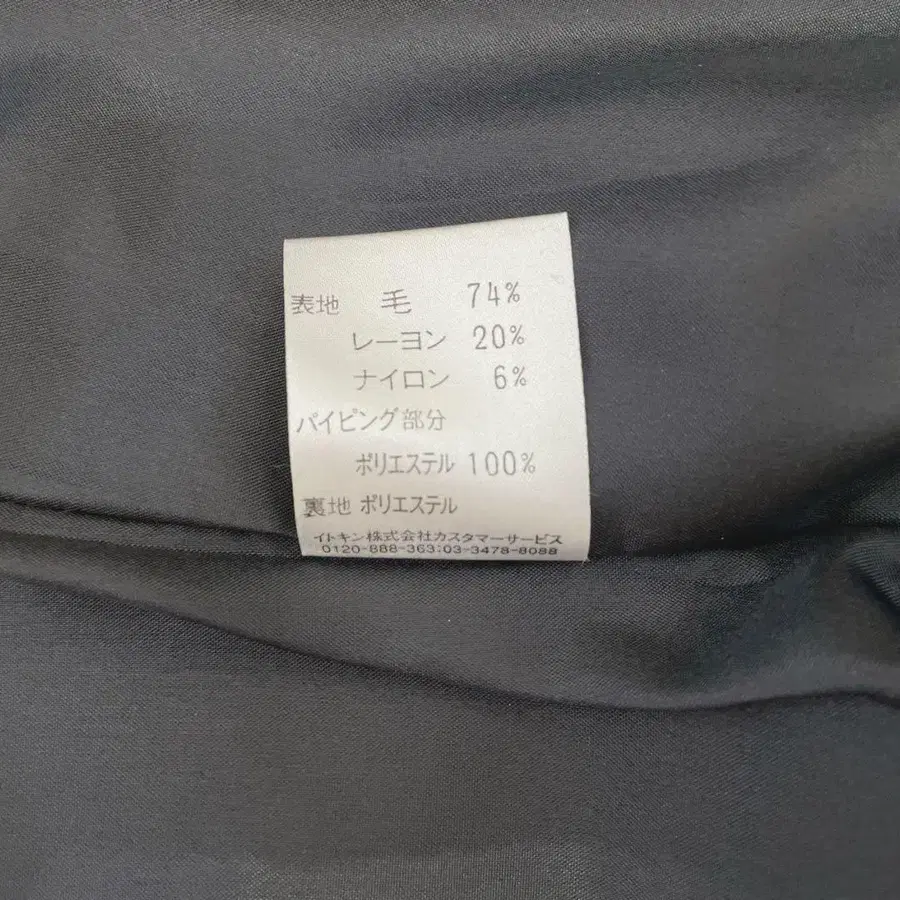 表地 毛 74%
レーヨン 20%
ナイロン 6%
パイピング部分
ポリエステル 100%
裏地 ポリエステル
イトキン株式会社カスタマーサービス
0120-888-363:03-3478-8088